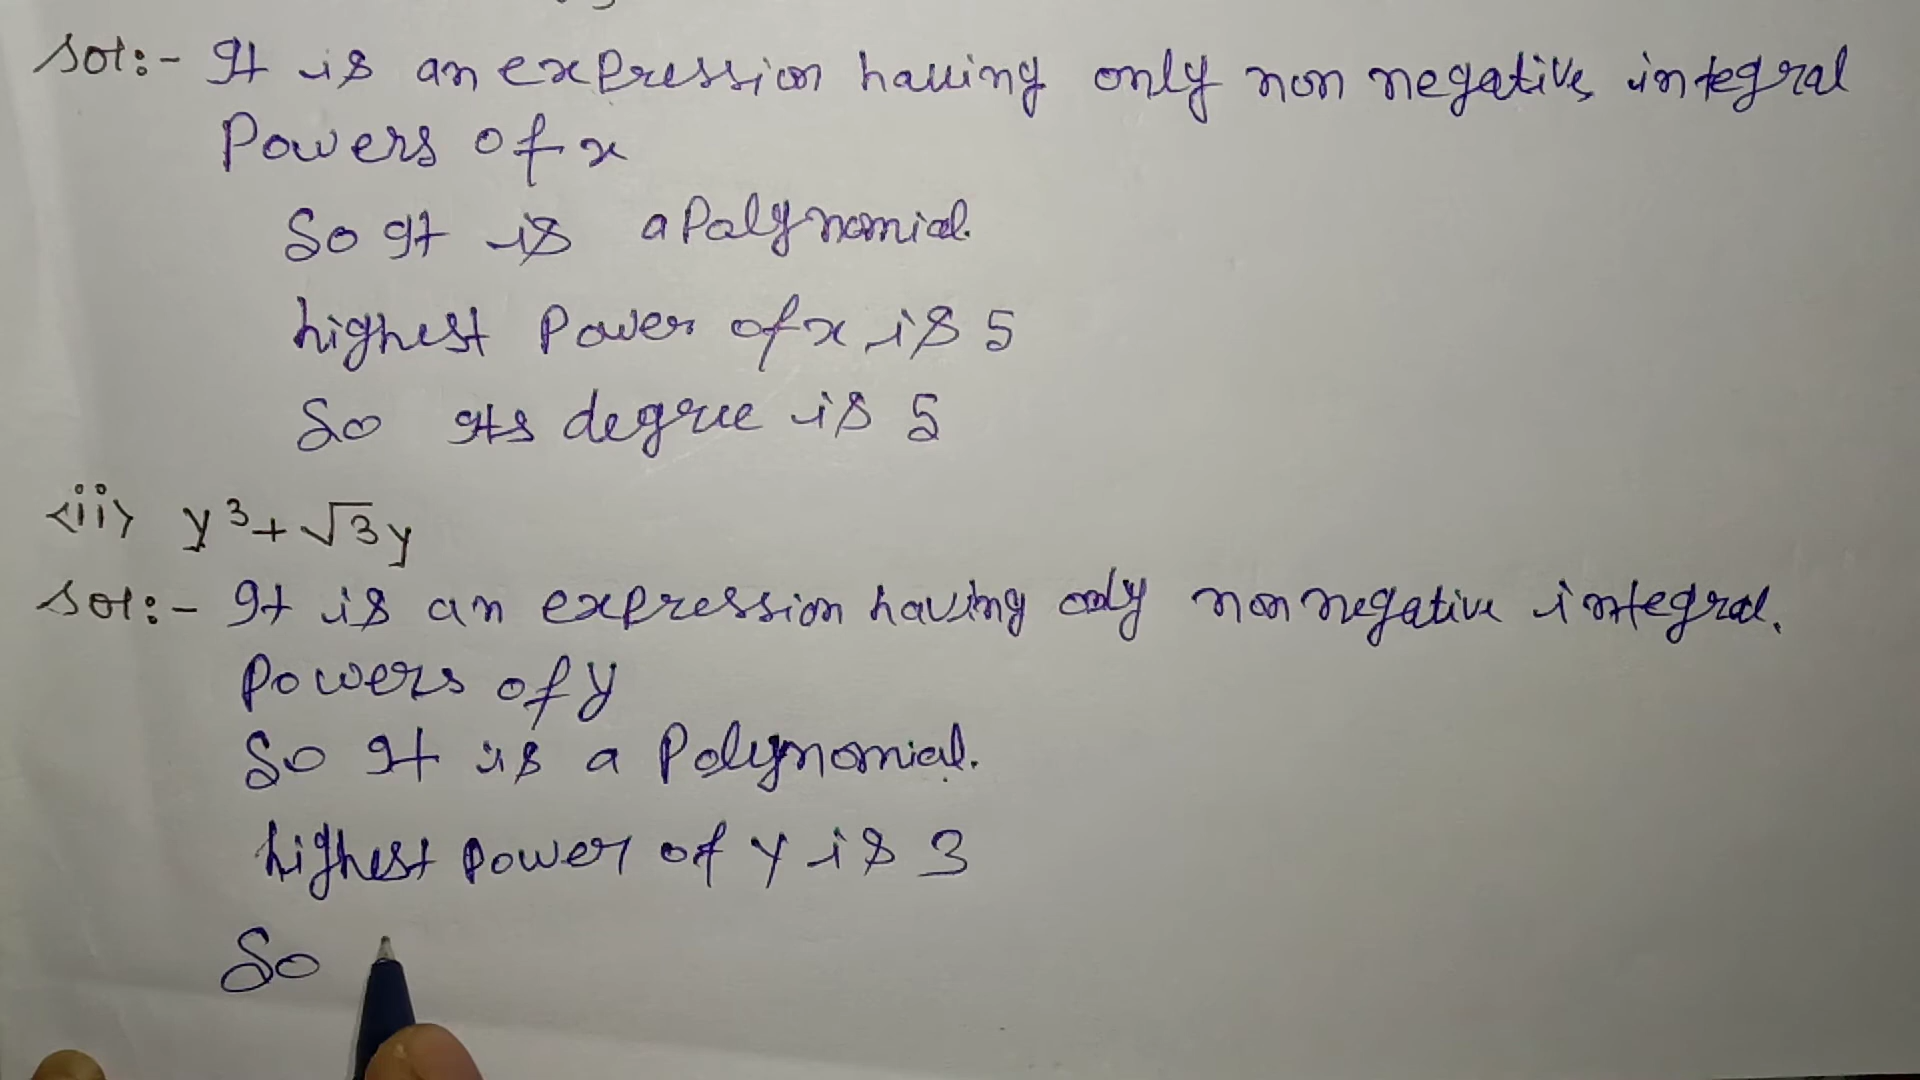 Sol:- It is an expression having only non negative integral
Powers of x
So It is a Polynomial.
highest Power of x is 5
So Its degree is 5
<ii> y³+√3y
Sol:- It is an expression having only non negative integral.
Powers of y
So It is a Polynomial.
highest power of y is 3
So